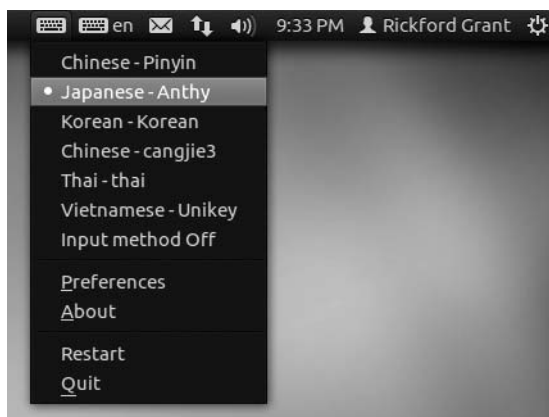 en 9:33 PM Rickford Grant
Chinese - Pinyin
Japanese - Anthy
Korean - Korean
Chinese - cangjie3
Thai - thai
Vietnamese - Unikey
Input method Off
Preferences
About
Restart
Quit